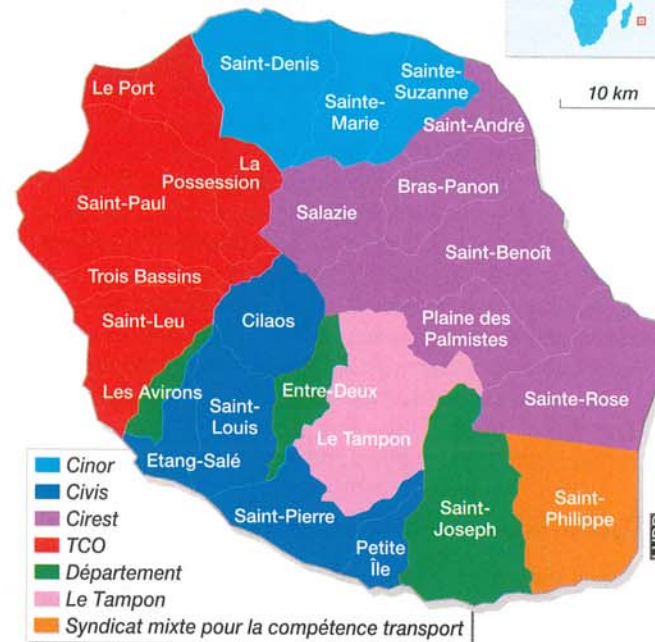 10 km
Saint-Denis
Sainte-
Suzanne
Le Port
Sainte-
Marie
Saint-André
La
Possession
Bras-Panon
Saint-Paul
Salazie
Saint-Benoît
Trois Bassins
Saint-Leu
Cilaos
Plaine des
Palmistes
Les Avirons
Entre-Deux
Sainte-Rose
Saint-
Louis
Le Tampon
Etang-Salé
Saint-Pierre
Saint-
Joseph
Saint-
Philippe
Petite
Île
Cinor
Civis
Cirest
TCO
Département
Le Tampon
Syndicat mixte pour la compétence transport